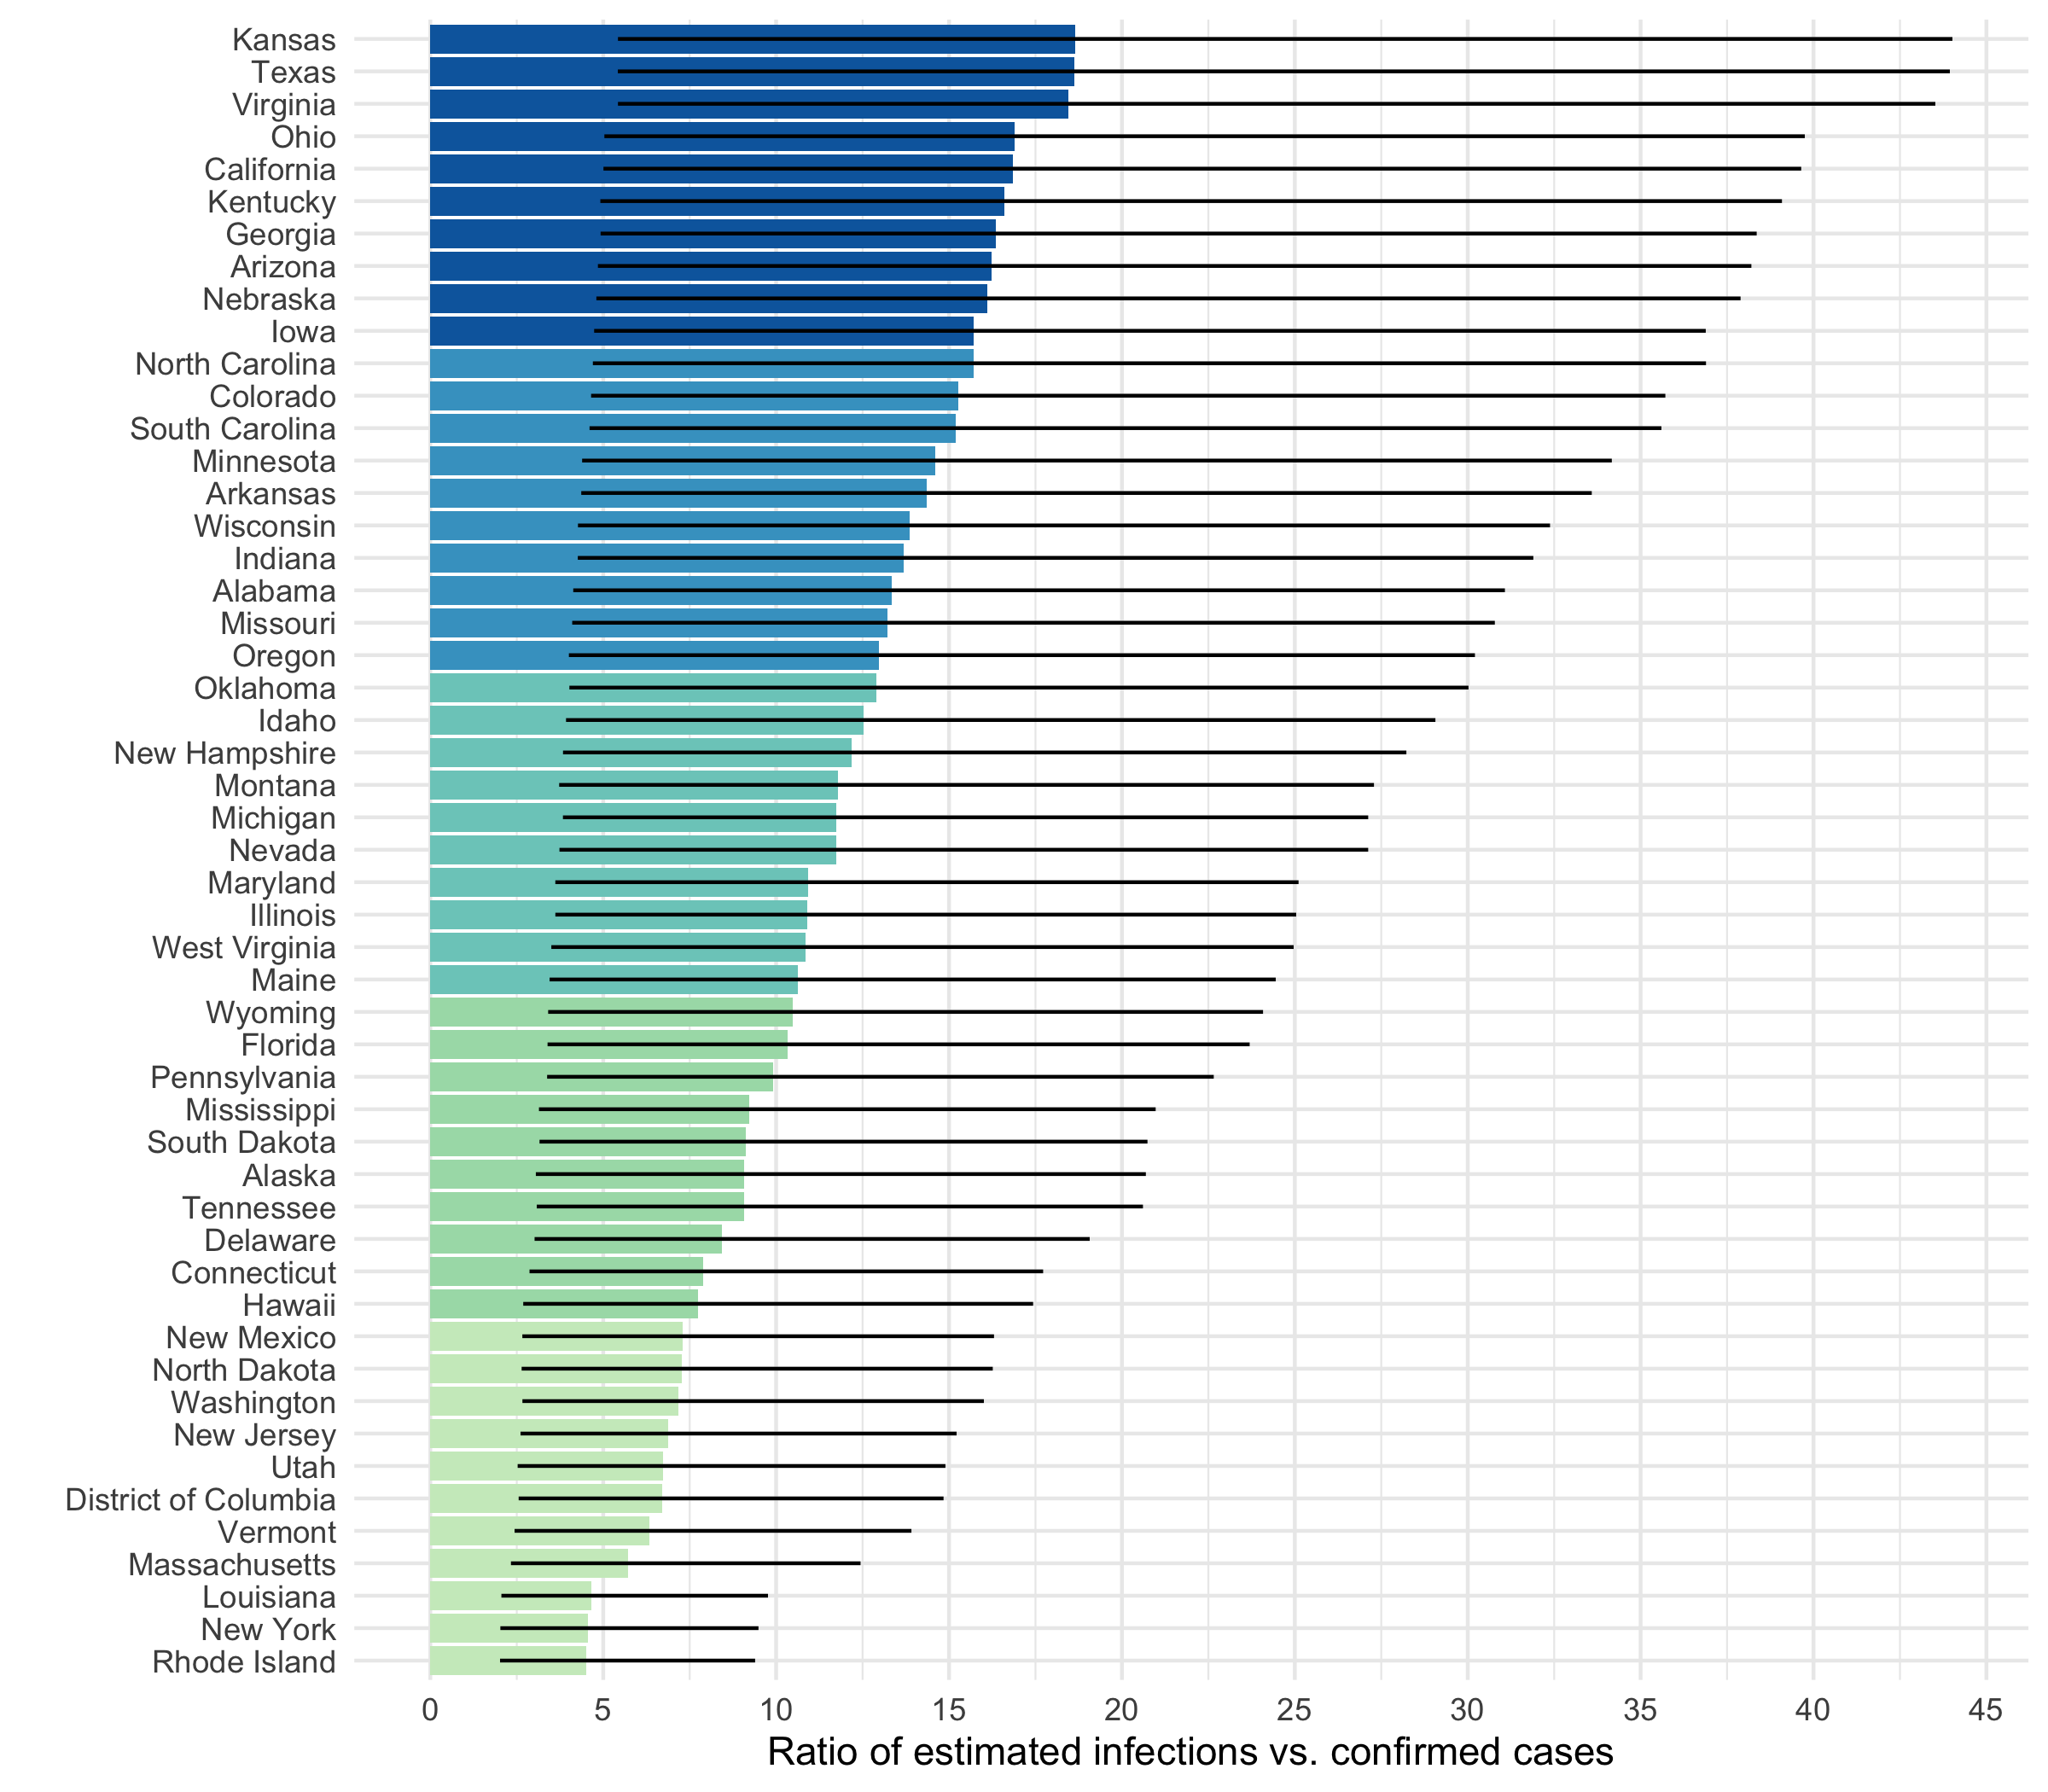 Kansas
Texas
Virginia
Ohio
California
Kentucky
Georgia
Arizona
Nebraska
Iowa
North Carolina
Colorado
South Carolina
Minnesota
Arkansas
Wisconsin
Indiana
Alabama
Missouri
Oregon
Oklahoma
Idaho
New Hampshire
Montana
Michigan
Nevada
Maryland
Illinois
West Virginia
Maine
Wyoming
Florida
Pennsylvania
Mississippi
South Dakota
Alaska
Tennessee
Delaware
Connecticut
Hawaii
New Mexico
North Dakota
Washington
New Jersey
Utah
District of Columbia
Vermont
Massachusetts
Louisiana
New York
Rhode Island
0 5 10 15 20 25 30 35 40 45
Ratio of estimated infections vs. confirmed cases